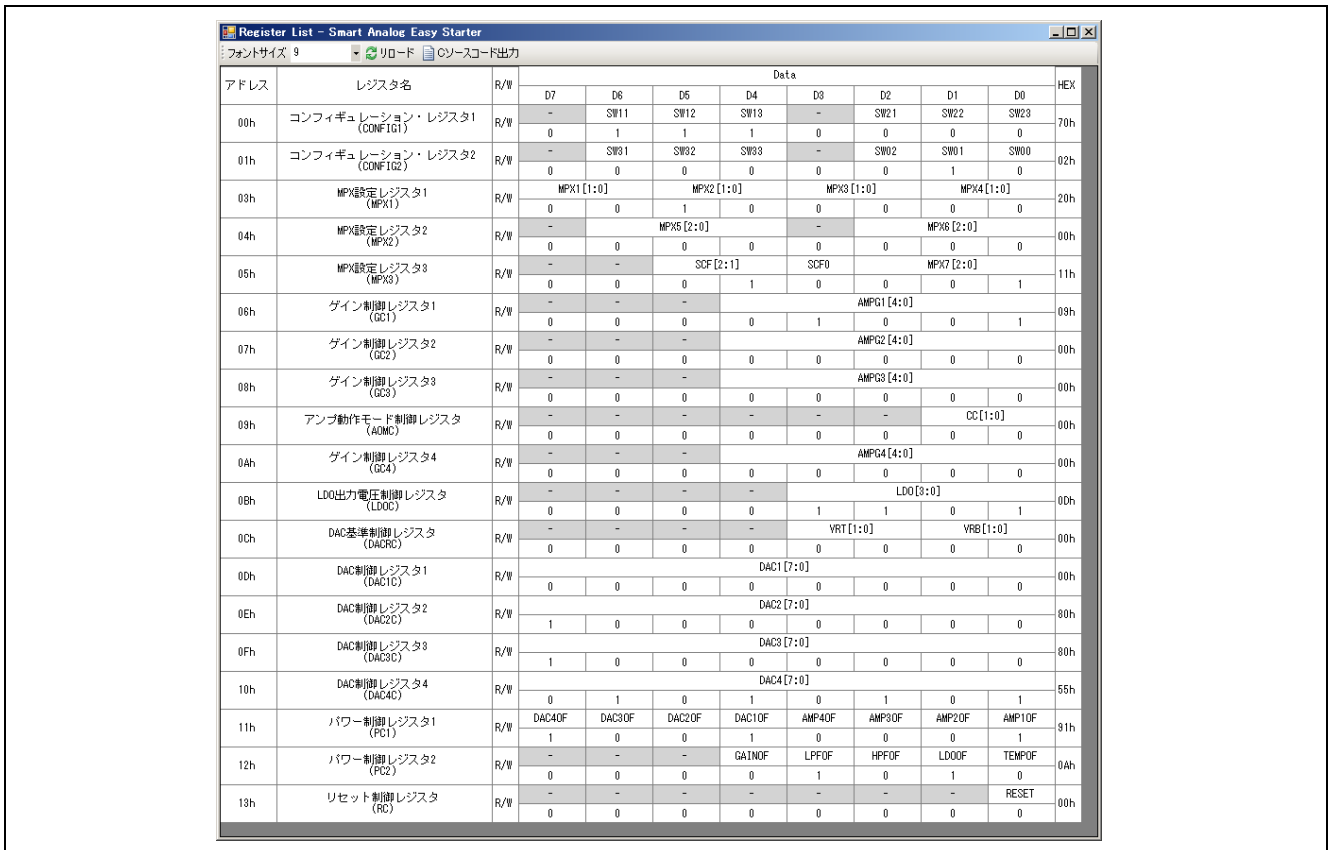 Register List - Smart Analog Easy Starter
フォントサイズ 9 リロード Cソースコード出力
アドレス レジスタ名 R/W Data HEX
D7 D6 D5 D4 D3 D2 D1 D0
00h コンフィギュレーション・レジスタ1 (CONFIG1) R/W - SW11 SW12 SW13 - SW21 SW22 SW23 70h
0 1 1 1 0 0 0 0
01h コンフィギュレーション・レジスタ2 (CONFIG2) R/W - SW31 SW32 SW33 - SW02 SW01 SW00 02h
0 0 0 0 0 0 1 0
03h MPX設定レジスタ1 (MPX1) R/W MPX1[1:0] MPX2[1:0] MPX3[1:0] MPX4[1:0] 20h
0 0 1 0 0 0 0 0
04h MPX設定レジスタ2 (MPX2) R/W - MPX5[2:0] - MPX6[2:0] 00h
0 0 0 0 0 0 0 0
05h MPX設定レジスタ3 (MPX3) R/W - - SCF[2:1] SCF0 MPX7[2:0] 11h
0 0 0 1 0 0 0 1
06h ゲイン制御レジスタ1 (GC1) R/W - - - AMPG1[4:0] 09h
0 0 0 0 1 0 0 1
07h ゲイン制御レジスタ2 (GC2) R/W - - - AMPG2[4:0] 00h
0 0 0 0 0 0 0 0
08h ゲイン制御レジスタ3 (GC3) R/W - - - AMPG3[4:0] 00h
0 0 0 0 0 0 0 0
09h アンプ動作モード制御レジスタ (AOMC) R/W - - - - - - CC[1:0] 00h
0 0 0 0 0 0 0 0
0Ah ゲイン制御レジスタ4 (GC4) R/W - - - AMPG4[4:0] 00h
0 0 0 0 0 0 0 0
0Bh LDO出力電圧制御レジスタ (LDOC) R/W - - - - LDO[3:0] 0Dh
0 0 0 0 1 1 0 1
0Ch DAC基準制御レジスタ (DACRC) R/W - - - - VRT[1:0] VRB[1:0] 00h
0 0 0 0 0 0 0 0
0Dh DAC制御レジスタ1 (DAC1C) R/W DAC1[7:0] 00h
0 0 0 0 0 0 0 0
0Eh DAC制御レジスタ2 (DAC2C) R/W DAC2[7:0] 80h
1 0 0 0 0 0 0 0
0Fh DAC制御レジスタ3 (DAC3C) R/W DAC3[7:0] 80h
1 0 0 0 0 0 0 0
10h DAC制御レジスタ4 (DAC4C) R/W DAC4[7:0] 55h
0 1 0 1 0 1 0 1
11h パワー制御レジスタ1 (PC1) R/W DAC4OF DAC3OF DAC2OF DAC1OF AMP4OF AMP3OF AMP2OF AMP1OF 91h
1 0 0 1 0 0 0 1
12h パワー制御レジスタ2 (PC2) R/W - - - GAINOF LPFOF HPFOF LDOOF TEMPOF 0Ah
0 0 0 0 1 0 1 0
13h リセット制御レジスタ (RC) R/W - - - - - - - RESET 00h
0 0 0 0 0 0 0 0